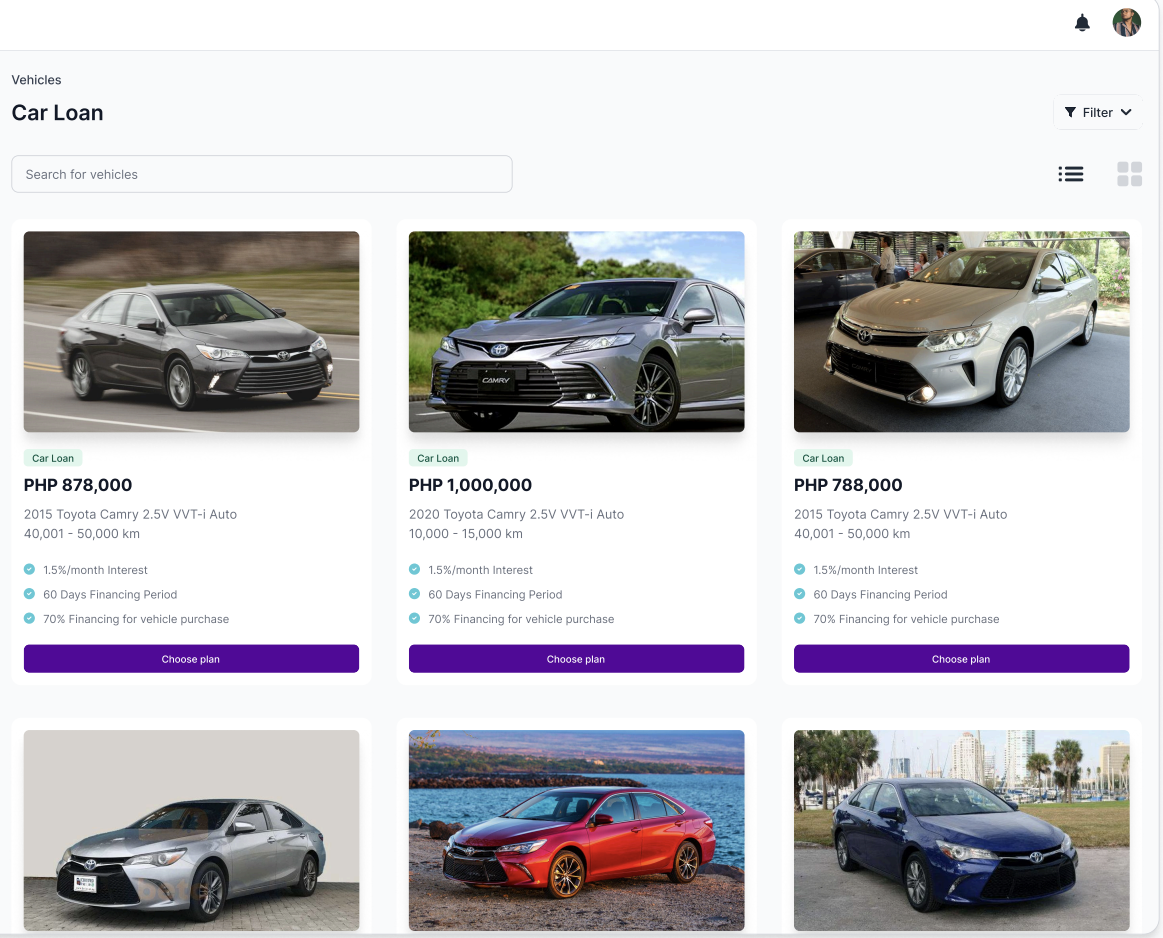 Vehicles
Car Loan
Filter
Search for vehicles
CAMRY
Car Loan
Car Loan
Car Loan
PHP 878,000
PHP 1,000,000
PHP 788,000
2015 Toyota Camry 2.5V VVT-i Auto
2020 Toyota Camry 2.5V VVT-i Auto
2015 Toyota Camry 2.5V VVT-i Auto
40,001 - 50,000 km
10,000 - 15,000 km
40,001 - 50,000 km
1.5%/month Interest
1.5%/month Interest
1.5%/month Interest
60 Days Financing Period
60 Days Financing Period
60 Days Financing Period
70% Financing for vehicle purchase
70% Financing for vehicle purchase
70% Financing for vehicle purchase
Choose plan
Choose plan
Choose plan